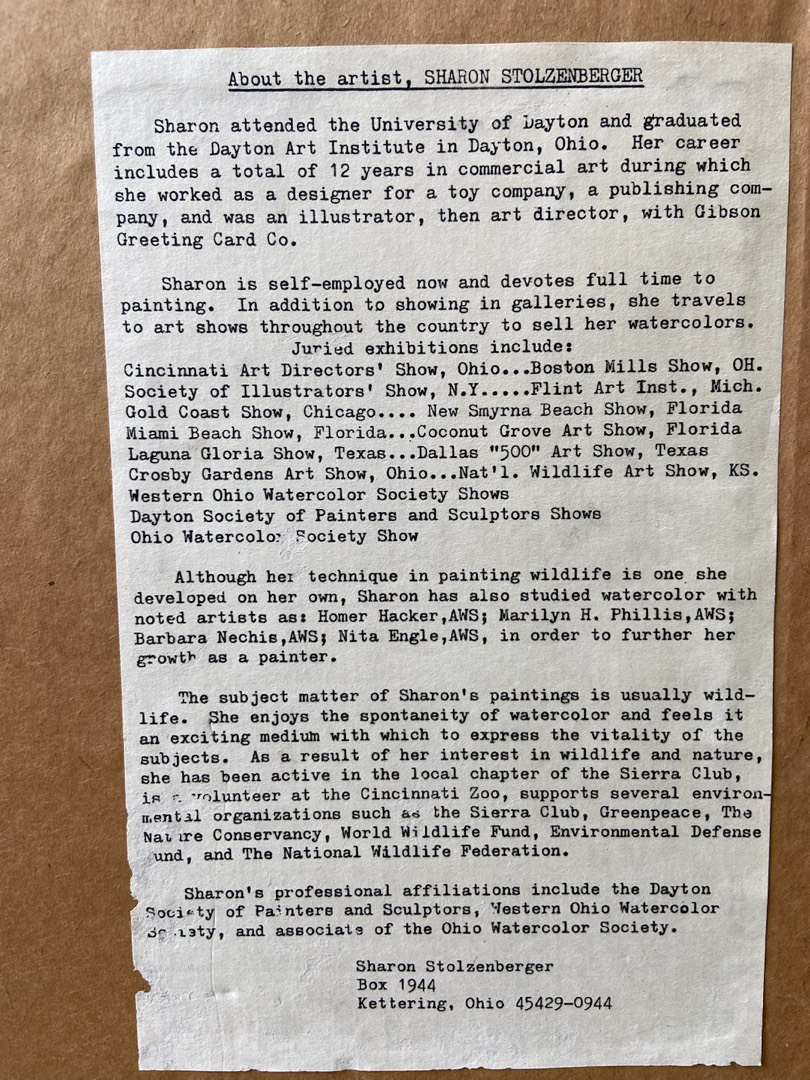 About the artist, SHARON STOLZENBERGER
Sharon attended the University of Dayton and graduated
from the Dayton Art Institute in Dayton, Ohio. Her career
includes a total of 12 years in commercial art during which
she worked as a designer for a toy company, a publishing com-
pany, and was an illustrator, then art director, with Gibson
Greeting Card Co.
Sharon is self-employed now and devotes full time to
painting. In addition to showing in galleries, she travels
to art shows throughout the country to sell her watercolors.
Juried exhibitions include:
Cincinnati Art Directors' Show, Ohio...Boston Mills Show, OH.
Society of Illustrators' Show, N.Y.....Flint Art Inst., Mich.
Gold Coast Show, Chicago.... New Smyrna Beach Show, Florida
Miami Beach Show, Florida...Coconut Grove Art Show, Florida
Laguna Gloria Show, Texas...Dallas "500" Art Show, Texas
Crosby Gardens Art Show, Ohio...Nat'l. Wildlife Art Show, KS.
Western Ohio Watercolor Society Shows
Dayton Society of Painters and Sculptors Shows
Ohio Watercolor Society Show
Although her technique in painting wildlife is one she
developed on her own, Sharon has also studied watercolor with
noted artists as: Homer Hacker,AWS; Marilyn H. Phillis,AWS;
Barbara Nechis,AWS; Nita Engle,AWS, in order to further her
growth as a painter.
The subject matter of Sharon's paintings is usually wild-
life. She enjoys the spontaneity of watercolor and feels it
an exciting medium with which to express the vitality of the
subjects. As a result of her interest in wildlife and nature,
she has been active in the local chapter of the Sierra Club,
is a volunteer at the Cincinnati Zoo, supports several environ-
mental organizations such as the Sierra Club, Greenpeace, The
Nature Conservancy, World Wildlife Fund, Environmental Defense
und, and The National Wildlife Federation.
Sharon's professional affiliations include the Dayton
Society of Painters and Sculptors, Western Ohio Watercolor
Society, and associate of the Ohio Watercolor Society.
Sharon Stolzenberger
Box 1944
Kettering, Ohio 45429-0944